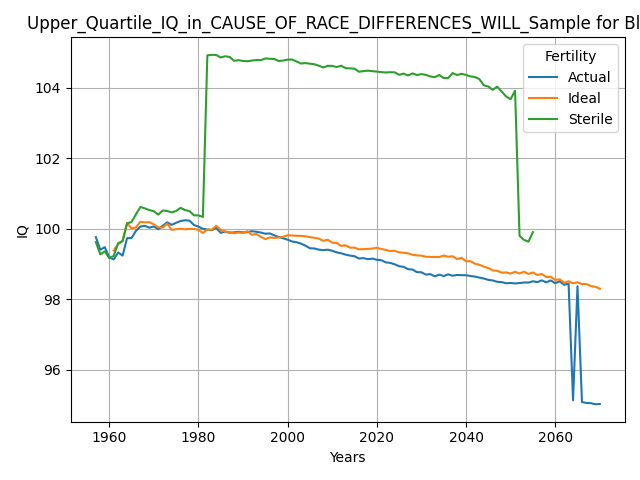 Upper_Quartile_IQ_in_CAUSE_OF_RACE_DIFFERENCES_WILL_Sample for Bl
Fertility
Actual
Ideal
Sterile
104
102
100
98
96
IQ
1960
1980
2000
2020
2040
2060
Years